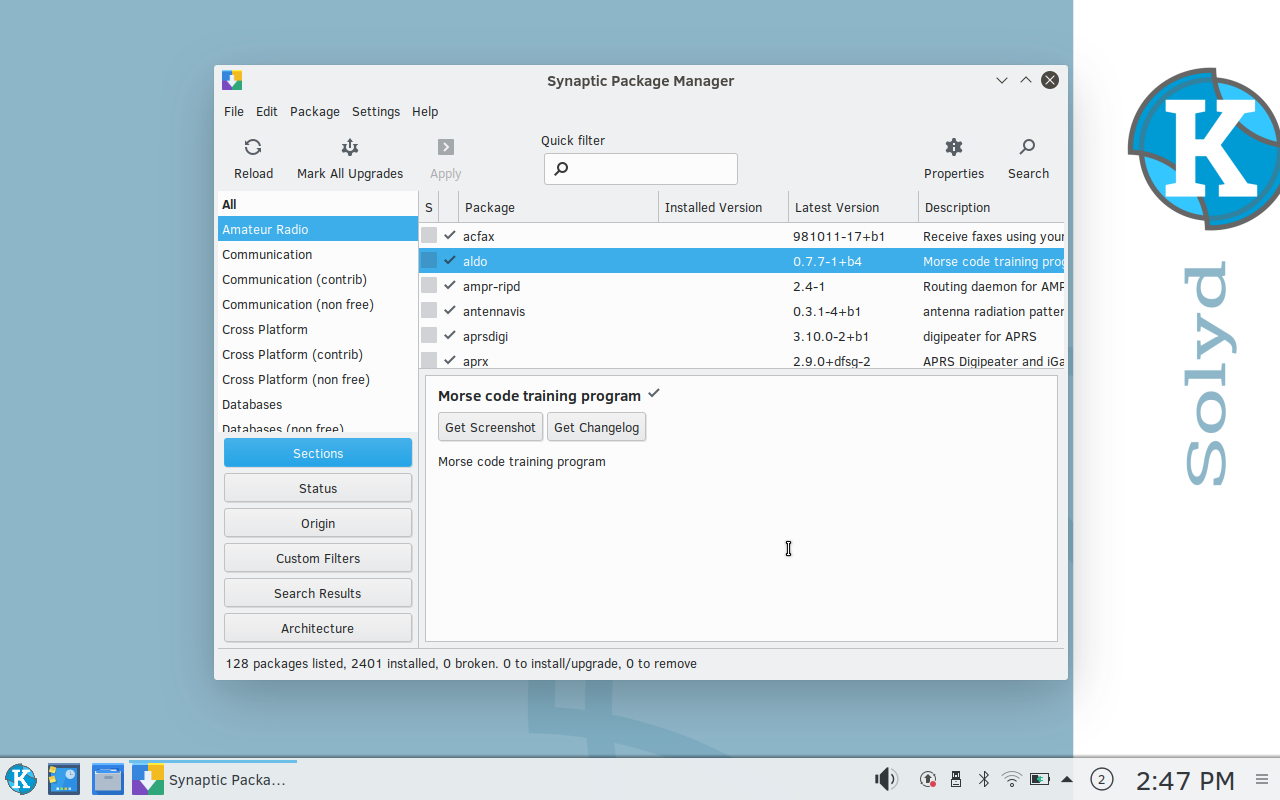 Synaptic Package Manager
File Edit Package Settings Help
Reload Mark All Upgrades Apply Quick filter Properties Search
All
Amateur Radio
Communication
Communication (contrib)
Communication (non free)
Cross Platform
Cross Platform (contrib)
Cross Platform (non free)
Databases
Databases (non free)
Sections
Status
Origin
Custom Filters
Search Results
Architecture
S Package Installed Version Latest Version Description
acfax 981011-17+b1 Receive faxes using your
aldo 0.7.7-1+b4 Morse code training prog
ampr-ripd 2.4-1 Routing daemon for AMP
antennavis 0.3.1-4+b1 antenna radiation patter
aprsdigi 3.10.0-2+b1 digipeater for APRS
aprx 2.9.0+dfsg-2 APRS Digipeater and iGa
Morse code training program
Get Screenshot Get Changelog
Morse code training program
128 packages listed, 2401 installed, 0 broken. 0 to install/upgrade, 0 to remove
K
Solyd
K
Synaptic Packa...
2
2:47 PM